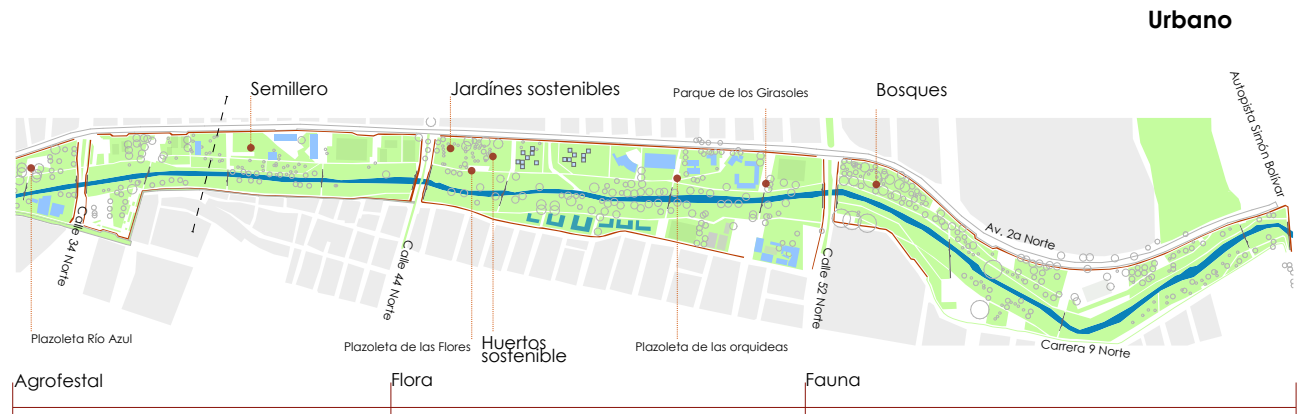 Urbano
Semillero
Jardínes sostenibles
Parque de los Girasoles
Bosques
Autopista Simón Bolívar
I
I
Calle 34 Norte
Calle 44 Norte
Calle 52 Norte
Av. 2a Norte
Carrera 9 Norte
Plazoleta Río Azul
Plazoleta de las Flores
Huertos
sostenible
Plazoleta de las orquideas
Agrofestal
Flora
Fauna